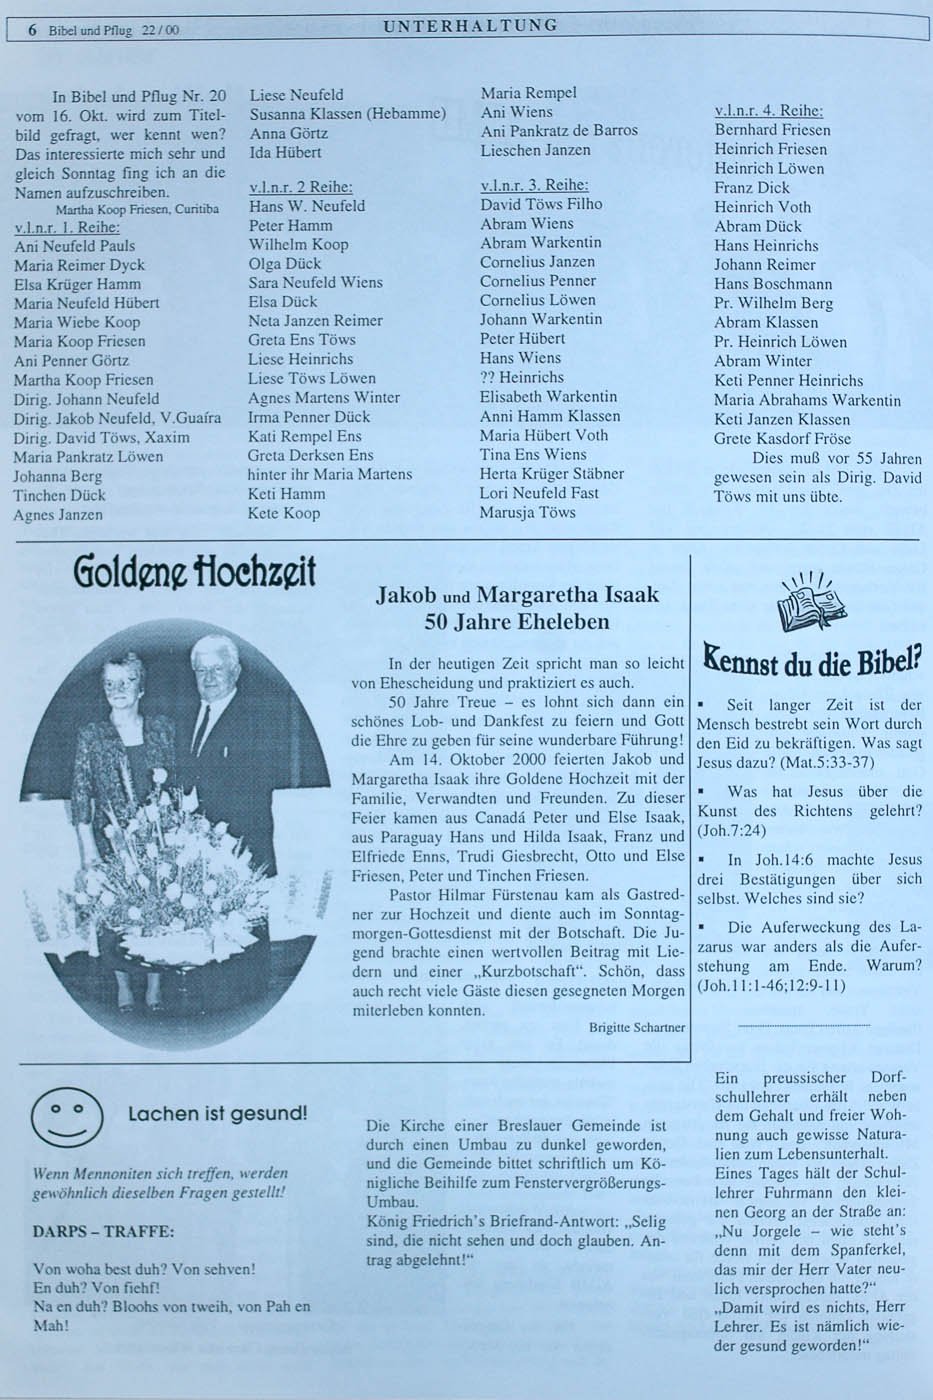 6 Bibel und Pflug 22/00
UNTERHALTUNG
In Bibel und Pflug Nr. 20
vom 16. Okt. wird zum Titel-
bild gefragt, wer kennt wen?
Das interessierte mich sehr und
gleich Sonntag fing ich an die
Namen aufzuschreiben.
Martha Koop Friesen, Curitiba
v.l.n.r. 1. Reihe:
Ani Neufeld Pauls
Maria Reimer Dyck
Elsa Krüger Hamm
Maria Neufeld Hübert
Maria Wiebe Koop
Maria Koop Friesen
Ani Penner Görtz
Martha Koop Friesen
Dirig. Johann Neufeld
Dirig. Jakob Neufeld, V.Guaíra
Dirig. David Töws, Xaxim
Maria Pankratz Löwen
Johanna Berg
Tinchen Dück
Agnes Janzen
Liese Neufeld
Susanna Klassen (Hebamme)
Anna Görtz
Ida Hübert
v.l.n.r. 2 Reihe:
Hans W. Neufeld
Peter Hamm
Wilhelm Koop
Olga Dück
Sara Neufeld Wiens
Elsa Dück
Neta Janzen Reimer
Greta Ens Töws
Liese Heinrichs
Liese Töws Löwen
Agnes Martens Winter
Irma Penner Dück
Kati Rempel Ens
Greta Derksen Ens
hinter ihr Maria Martens
Keti Hamm
Kete Koop
Maria Rempel
Ani Wiens
Ani Pankratz de Barros
Lieschen Janzen
v.l.n.r. 3. Reihe:
David Töws Filho
Abram Wiens
Abram Warkentin
Cornelius Janzen
Cornelius Penner
Cornelius Löwen
Johann Warkentin
Peter Hübert
Hans Wiens
?? Heinrichs
Elisabeth Warkentin
Anni Hamm Klassen
Maria Hübert Voth
Tina Ens Wiens
Herta Krüger Stäbner
Lori Neufeld Fast
Marusja Töws
v.l.n.r. 4. Reihe:
Bernhard Friesen
Heinrich Friesen
Heinrich Löwen
Franz Dick
Heinrich Voth
Abram Dück
Hans Heinrichs
Johann Reimer
Hans Boschmann
Pr. Wilhelm Berg
Abram Klassen
Pr. Heinrich Löwen
Abram Winter
Keti Penner Heinrichs
Maria Abrahams Warkentin
Keti Janzen Klassen
Grete Kasdorf Fröse
Dies muß vor 55 Jahren
gewesen sein als Dirig. David
Töws mit uns übte.
Goldene Hochzeit
Jakob und Margaretha Isaak
50 Jahre Eheleben
In der heutigen Zeit spricht man so leicht
von Ehescheidung und praktiziert es auch.
50 Jahre Treue – es lohnt sich dann ein
schönes Lob- und Dankfest zu feiern und Gott
die Ehre zu geben für seine wunderbare Führung!
Am 14. Oktober 2000 feierten Jakob und
Margaretha Isaak ihre Goldene Hochzeit mit der
Familie, Verwandten und Freunden. Zu dieser
Feier kamen aus Canadá Peter und Else Isaak,
aus Paraguay Hans und Hilda Isaak, Franz und
Elfriede Enns, Trudi Giesbrecht, Otto und Else
Friesen, Peter und Tinchen Friesen.
Pastor Hilmar Fürstenau kam als Gastred-
ner zur Hochzeit und diente auch im Sonntag-
morgen-Gottesdienst mit der Botschaft. Die Ju-
gend brachte einen wertvollen Beitrag mit Lie-
dern und einer „Kurzbotschaft“. Schön, dass
auch recht viele Gäste diesen gesegneten Morgen
miterleben konnten.
Brigitte Schartner
Kennst du die Bibel?
▪ Seit langer Zeit ist der
Mensch bestrebt sein Wort durch
den Eid zu bekräftigen. Was sagt
Jesus dazu? (Mat.5:33-37)
▪ Was hat Jesus über die
Kunst des Richtens gelehrt?
(Joh.7:24)
▪ In Joh.14:6 machte Jesus
drei Bestätigungen über sich
selbst. Welches sind sie?
▪ Die Auferweckung des La-
zarus war anders als die Aufer-
stehung am Ende. Warum?
(Joh.11:1-46;12:9-11)
Lachen ist gesund!
Wenn Mennoniten sich treffen, werden
gewöhnlich dieselben Fragen gestellt!
DARPS – TRAFFE:
Von woha best duh? Von sehven!
En duh? Von fiehf!
Na en duh? Bloohs von tweih, von Pah en
Mah!
Die Kirche einer Breslauer Gemeinde ist
durch einen Umbau zu dunkel geworden,
und die Gemeinde bittet schriftlich um Kö-
nigliche Beihilfe zum Fenstervergrößerungs-
Umbau.
König Friedrich's Briefrand-Antwort: „Selig
sind, die nicht sehen und doch glauben. An-
trag abgelehnt!“
Ein preussischer Dorf-
schullehrer erhält neben
dem Gehalt und freier Woh-
nung auch gewisse Natura-
lien zum Lebensunterhalt.
Eines Tages hält der Schul-
lehrer Fuhrmann den klei-
nen Georg an der Straße an:
„Nu Jorgele – wie steht's
denn mit dem Spanferkel,
das mir der Herr Vater neu-
lich versprochen hatte?“
„Damit wird es nichts, Herr
Lehrer. Es ist nämlich wie-
der gesund geworden!“